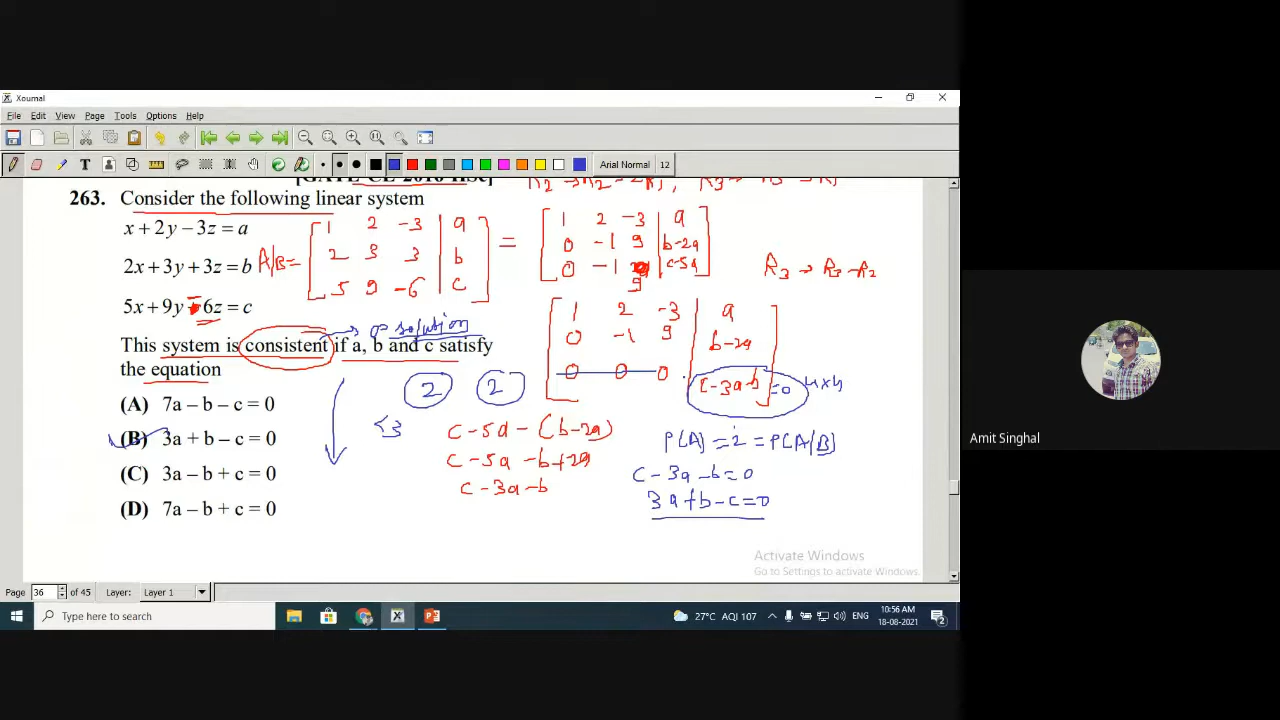 Xournal
File Edit View Page Tools Options Help
Arial Normal 12
263. Consider the following linear system
x + 2y – 3z = a
2x + 3y + 3z = b
5x + 9y – 6z = c
This system is consistent if a, b and c satisfy
the equation
(A) 7a – b – c = 0
(B) 3a + b – c = 0
(C) 3a – b + c = 0
(D) 7a – b + c = 0
A/B =
1 2 -3 a
2 3 3 b
5 9 -6 c
=
1 2 -3 a
0 -1 9 b-2a
0 -1 9 c-5a
R3 → R3 - R2
1 2 -3 a
0 -1 9 b-2a
0 0 0 c-3a-b = 0
solution
2 2
<3
c - 5a - (b - 2a)
c - 5a - b + 2a
c - 3a - b
P(A) = 2 = P(A/B)
c - 3a - b = 0
3a + b - c = 0
Activate Windows
Go to Settings to activate Windows.
Page 36 of 45 Layer: Layer 1
Type here to search
27°C AQI 107
ENG
10:56 AM
18-08-2021
2
Amit Singhal